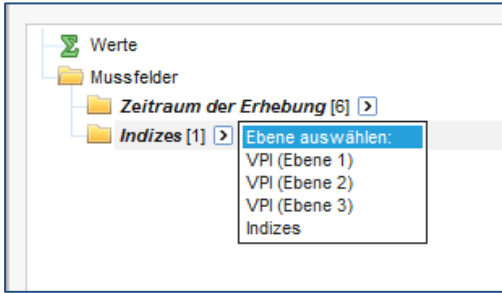 Werte
Mussfelder
Zeitraum der Erhebung [6]
Indizes [1] Ebene auswählen:
VPI (Ebene 1)
VPI (Ebene 2)
VPI (Ebene 3)
Indizes